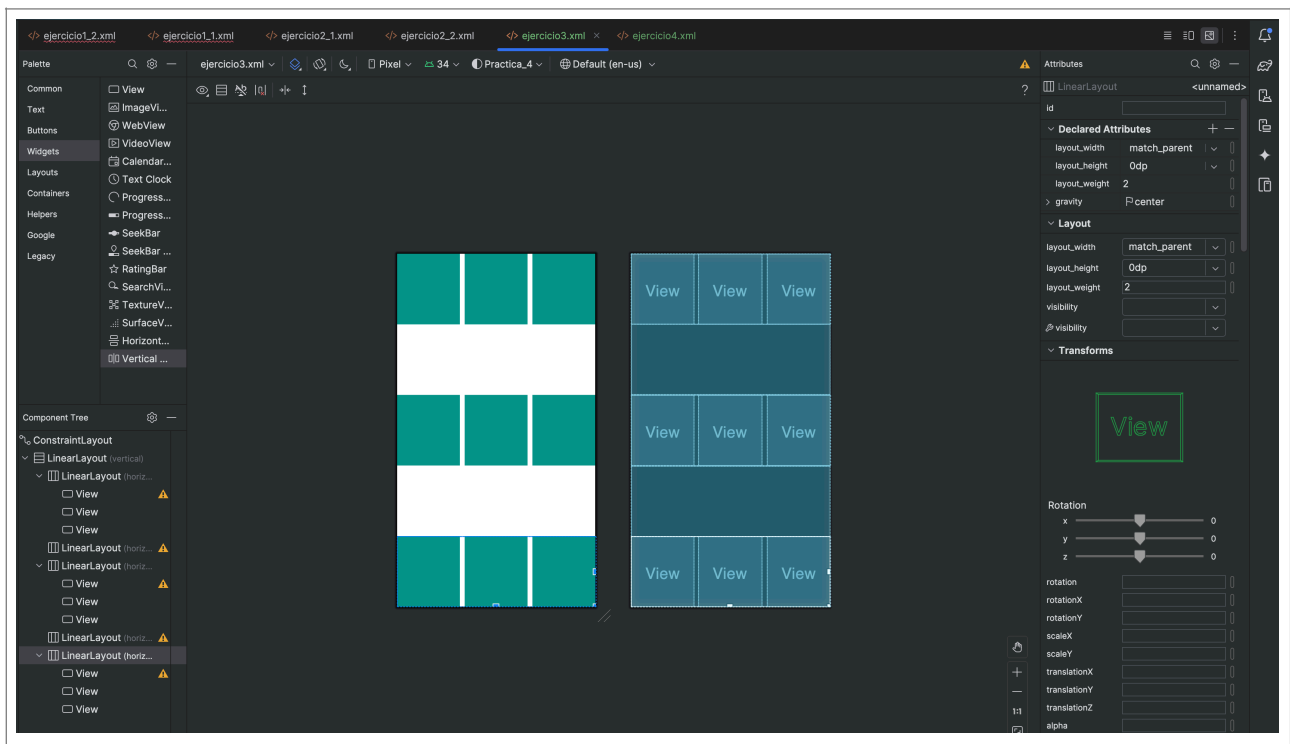 </> ejercicio1_2.xml </> ejercicio1_1.xml </> ejercicio2_1.xml </> ejercicio2_2.xml </> ejercicio3.xml × </> ejercicio4.xml
Palette
ejercicio3.xml Pixel 34 Practica_4 Default (en-us)
Common
Text
Buttons
Widgets
Layouts
Containers
Helpers
Google
Legacy
View
ImageVi...
WebView
VideoView
Calendar...
Text Clock
Progress...
Progress...
SeekBar
SeekBar ...
RatingBar
SearchVi...
TextureV...
SurfaceV...
Horizont...
Vertical ...
?
View View View
View View View
View View View
1:1
Component Tree
ConstraintLayout
LinearLayout (vertical)
LinearLayout (horiz...
View
View
View
LinearLayout (horiz...
LinearLayout (horiz...
View
View
View
LinearLayout (horiz...
LinearLayout (horiz...
View
View
View
Attributes
LinearLayout <unnamed>
id
Declared Attributes
layout_width match_parent
layout_height 0dp
layout_weight 2
gravity center
Layout
layout_width match_parent
layout_height 0dp
layout_weight 2
visibility
visibility
Transforms
View
Rotation
x 0
y 0
z 0
rotation
rotationX
rotationY
scaleX
scaleY
translationX
translationY
translationZ
alpha